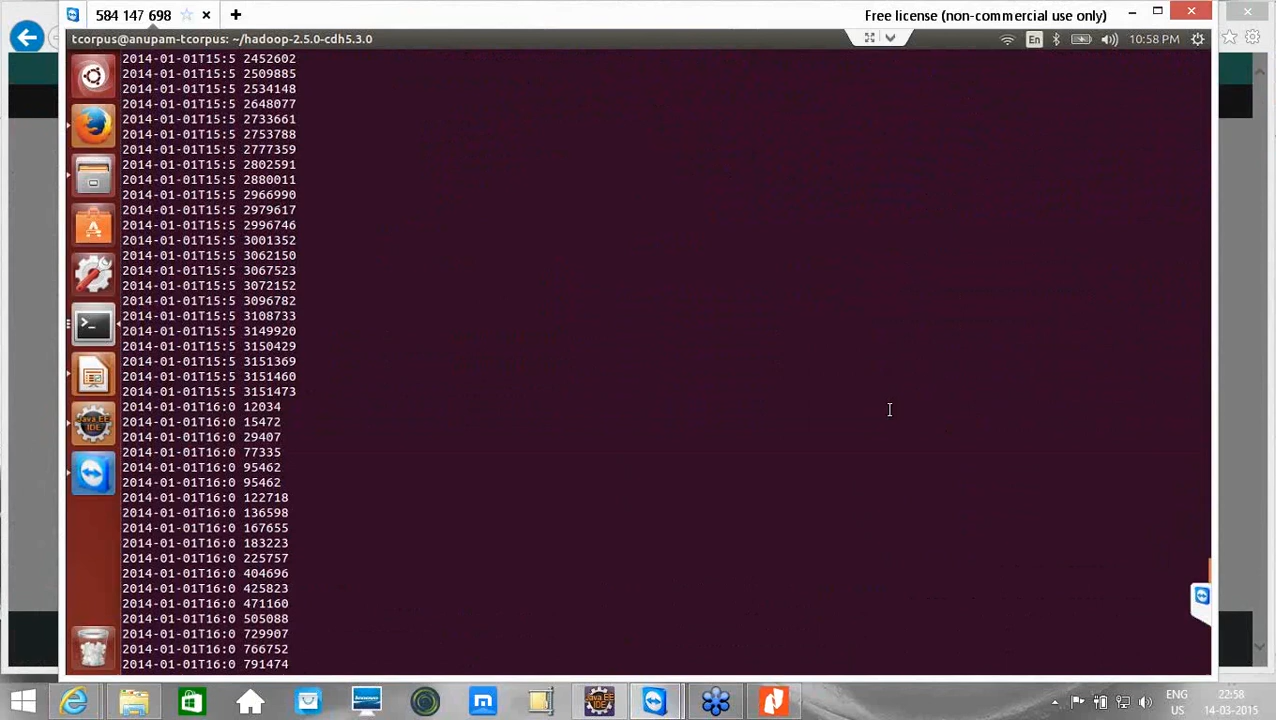 584 147 698
Free license (non-commercial use only)
tcorpus@anupam-tcorpus: ~/hadoop-2.5.0-cdh5.3.0
En
10:58 PM
2014-01-01T15:5 2452602
2014-01-01T15:5 2509885
2014-01-01T15:5 2534148
2014-01-01T15:5 2648077
2014-01-01T15:5 2733661
2014-01-01T15:5 2753788
2014-01-01T15:5 2777359
2014-01-01T15:5 2802591
2014-01-01T15:5 2880011
2014-01-01T15:5 2966990
2014-01-01T15:5 2979617
2014-01-01T15:5 2996746
2014-01-01T15:5 3001352
2014-01-01T15:5 3062150
2014-01-01T15:5 3067523
2014-01-01T15:5 3072152
2014-01-01T15:5 3096782
2014-01-01T15:5 3108733
2014-01-01T15:5 3149920
2014-01-01T15:5 3150429
2014-01-01T15:5 3151369
2014-01-01T15:5 3151460
2014-01-01T15:5 3151473
2014-01-01T16:0 12034
2014-01-01T16:0 15472
2014-01-01T16:0 29407
2014-01-01T16:0 77335
2014-01-01T16:0 95462
2014-01-01T16:0 95462
2014-01-01T16:0 122718
2014-01-01T16:0 136598
2014-01-01T16:0 167655
2014-01-01T16:0 183223
2014-01-01T16:0 225757
2014-01-01T16:0 404696
2014-01-01T16:0 425823
2014-01-01T16:0 471160
2014-01-01T16:0 505088
2014-01-01T16:0 729907
2014-01-01T16:0 766752
2014-01-01T16:0 791474
Java EE
IDE
Java EE
IDE
ENG
US
22:58
14-03-2015